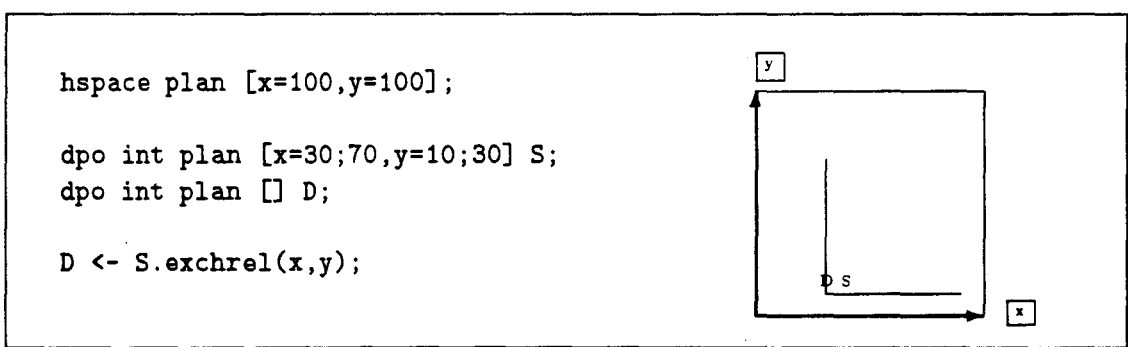 hspace plan [x=100,y=100];
dpo int plan [x=30;70,y=10;30] S;
dpo int plan [] D;
D <- S.exchrel(x,y);
y
D S
x